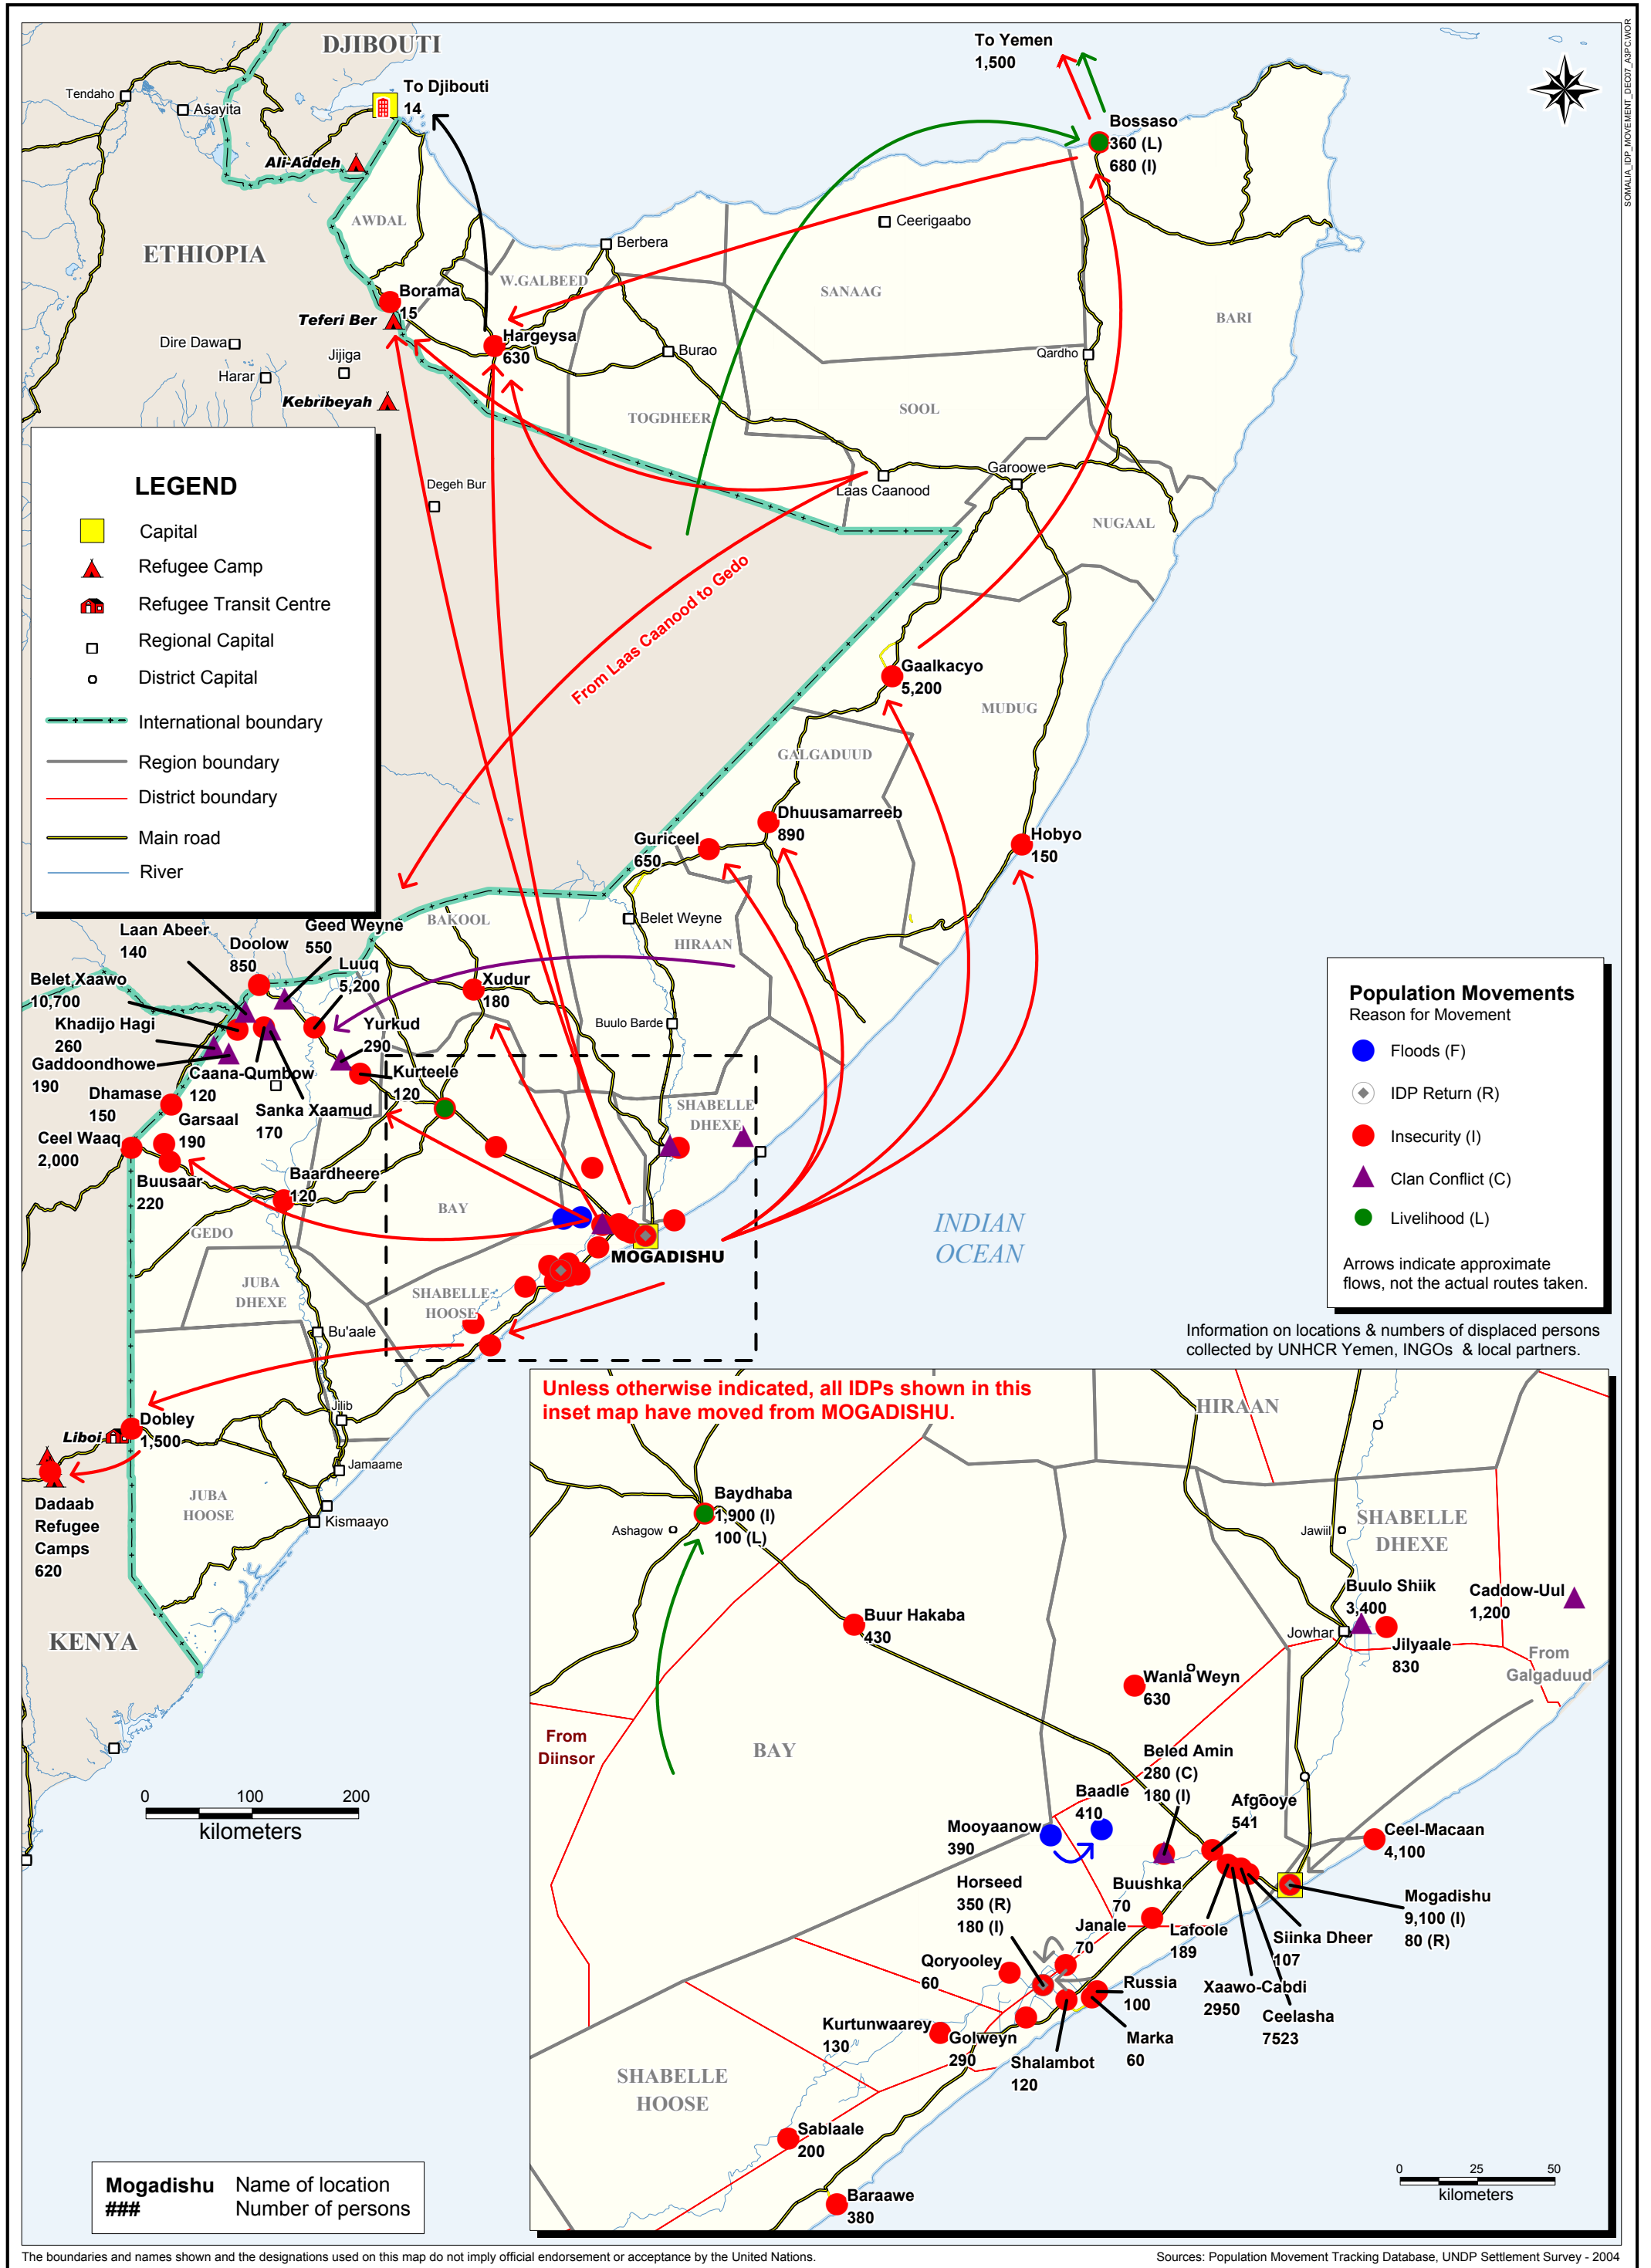 SOMALIA_IDP_MOVEMENT_DEC07_A3PC.WOR
DJIBOUTI
To Djibouti
14
To Yemen
1,500
Tendaho
Asayita
Ali-Addeh
Bossaso
360 (L)
680 (I)
AWDAL
ETHIOPIA
Berbera
Ceerigaabo
W.GALBEED
SANAAG
BARI
Borama
15
Teferi Ber
Hargeysa
630
Dire Dawa
Jijiga
Harar
Kebribeyah
Burao
Qardho
TOGDHEER
SOOL
Degeh Bur
Laas Caanood
Garoowe
NUGAAL
LEGEND
Capital
Refugee Camp
Refugee Transit Centre
Regional Capital
District Capital
International boundary
Region boundary
District boundary
Main road
River
From Laas Caanood to Gedo
Gaalkacyo
5,200
MUDUG
GALGADUUD
Dhuusamarreeb
890
Guriceel
650
Hobyo
150
BAKOOL
Belet Weyne
HIRAAN
Laan Abeer
140
Doolow
850
Geed Weyne
550
Luuq
5,200
Belet Xaawo
10,700
Khadijo Hagi
260
Gaddoondhowe
190
Xudur
180
Buulo Barde
Yurkud
290
Caana-Qumbow
120
Kurteele
120
Dhamase
150
Sanka Xaamud
170
Garsaal
190
Ceel Waaq
2,000
Buusaar
220
Baardheere
120
SHABELLE
DHEXE
BAY
GEDO
MOGADISHU
INDIAN
OCEAN
JUBA
DHEXE
SHABELLE
HOOSE
Bu'aale
Population Movements
Reason for Movement
Floods (F)
IDP Return (R)
Insecurity (I)
Clan Conflict (C)
Livelihood (L)
Arrows indicate approximate
flows, not the actual routes taken.
Information on locations & numbers of displaced persons
collected by UNHCR Yemen, INGOs & local partners.
Jilib
Liboi
Dobley
1,500
Jamaame
JUBA
HOOSE
Kismaayo
Dadaab
Refugee
Camps
620
KENYA
0 100 200
kilometers
Unless otherwise indicated, all IDPs shown in this
inset map have moved from MOGADISHU.
HIRAAN
Baydhaba
1,900 (I)
100 (L)
Ashagow
SHABELLE
DHEXE
Jawiil
Buulo Shiik
3,400
Caddow-Uul
1,200
Buur Hakaba
430
Jowhar
Jilyaale
830
From
Galgaduud
Wanla Weyn
630
From
Diinsor
BAY
Beled Amin
280 (C)
180 (I)
Baadle
410
Afgooye
541
Mooyaanow
390
Ceel-Macaan
4,100
Horseed
350 (R)
180 (I)
Buushka
70
Mogadishu
9,100 (I)
80 (R)
Janale
70
Lafoole
189
Siinka Dheer
107
Qoryooley
60
Russia
100
Xaawo-Cabdi
2950
Ceelasha
7523
Kurtunwaarey
130
Golweyn
290
Marka
60
Shalambot
120
SHABELLE
HOOSE
Sablaale
200
0 25 50
kilometers
Baraawe
380
Mogadishu Name of location
### Number of persons
The boundaries and names shown and the designations used on this map do not imply official endorsement or acceptance by the United Nations.
Sources: Population Movement Tracking Database, UNDP Settlement Survey - 2004